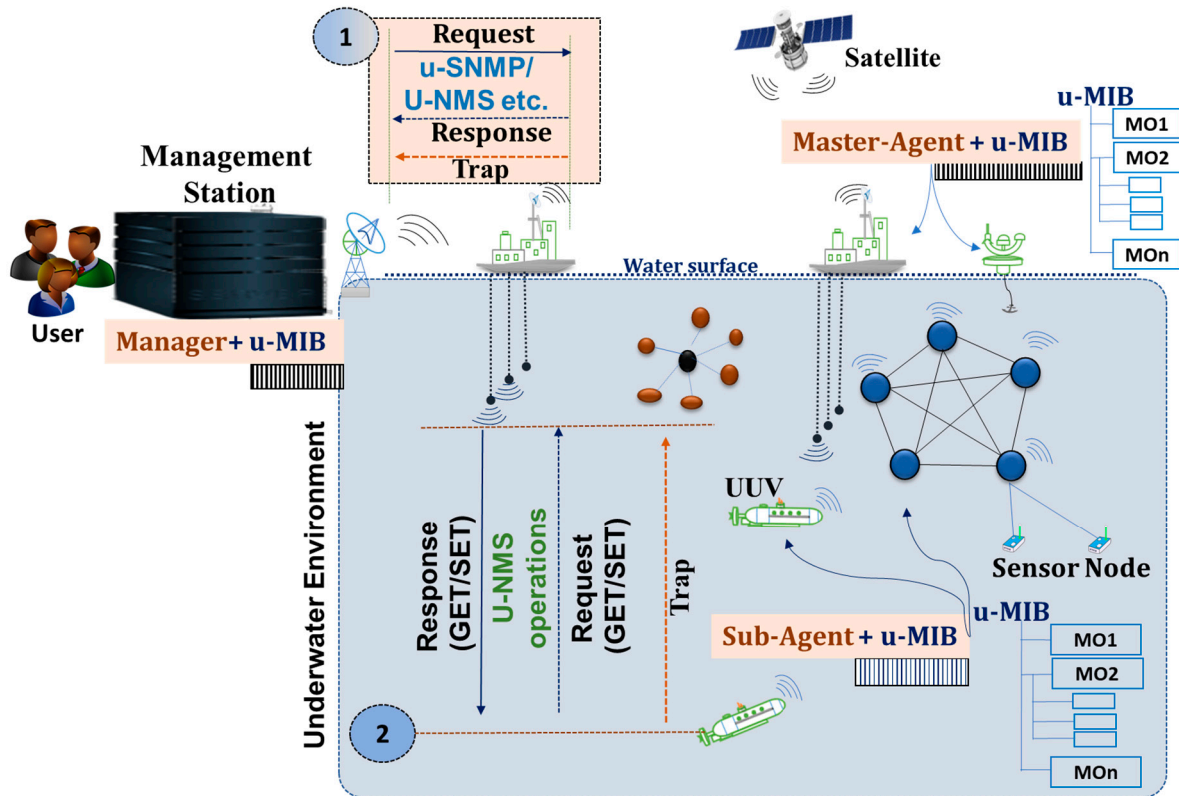 1
Request
u-SNMP/
U-NMS etc.
Response
Trap
Satellite
u-MIB
MO1
MO2
MOn
Master-Agent + u-MIB
Management
Station
User
Manager+ u-MIB
Water surface
Underwater Environment
Response
(GET/SET)
U-NMS
operations
Request
(GET/SET)
Trap
UUV
Sensor Node
Sub-Agent + u-MIB
u-MIB
MO1
MO2
MOn
2